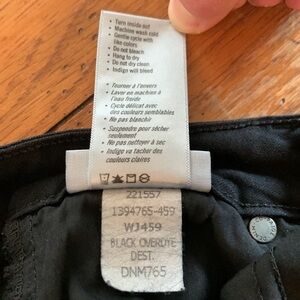 • Turn inside out
• Machine wash cold
• Gentle cycle with
like colors
• Do not bleach
• Hang to dry
• Do not dry clean
• Indigo will bleed
• Tourner à l'envers
• Laver en machine à
l'eau froide
• Cycle délicat avec
des couleurs semblables
• Ne pas blanchir
• Suspendre pour sécher
seulement
• Ne pas nettoyer à sec
• Indigo va tacher des
couleurs claires
221557
1394765-459
WJ459
BLACK OVERDYE
DEST.
DNM765